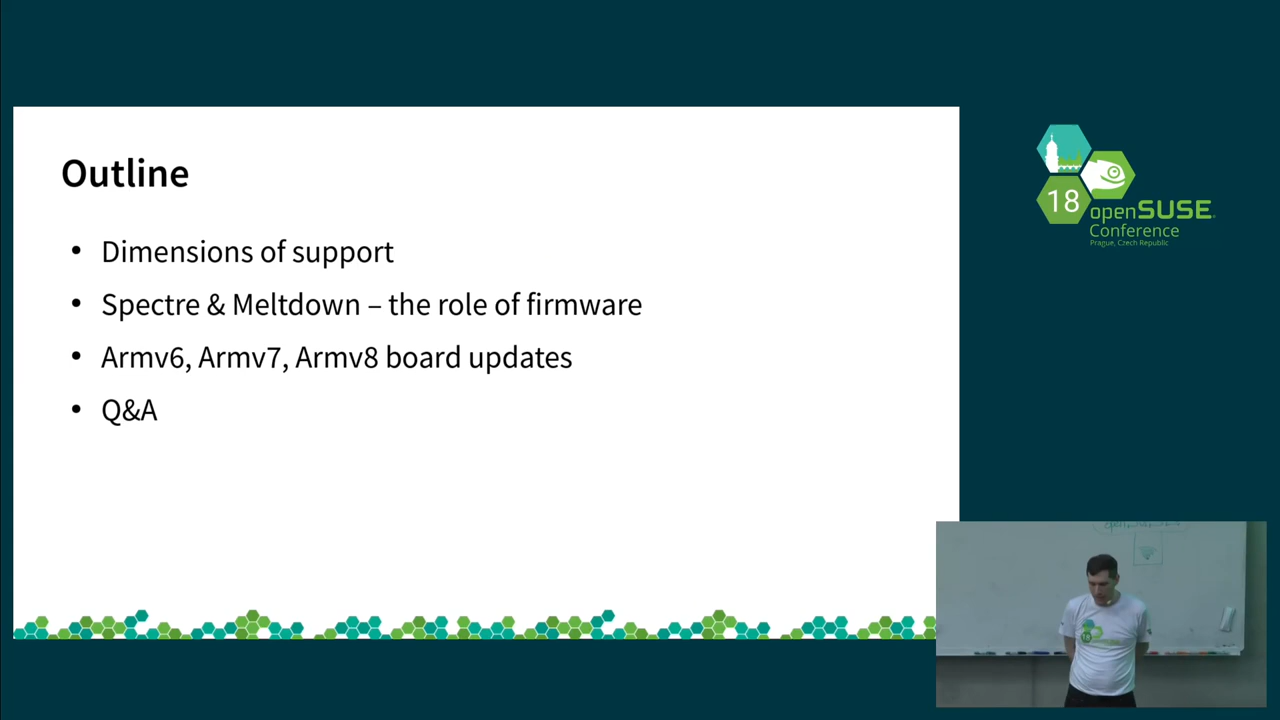 Outline
• Dimensions of support
• Spectre & Meltdown – the role of firmware
• Armv6, Armv7, Armv8 board updates
• Q&A
18
openSUSE
Conference
Prague, Czech Republic